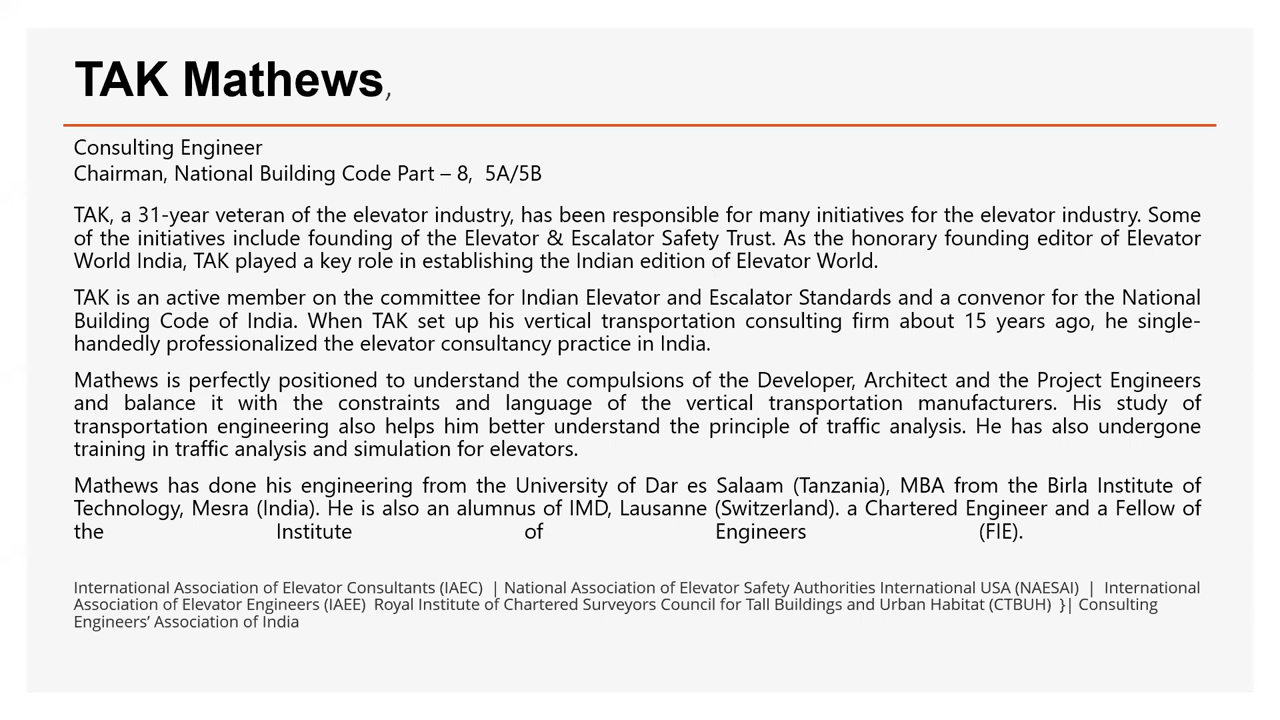 TAK Mathews,
Consulting Engineer
Chairman, National Building Code Part – 8,  5A/5B
TAK, a 31-year veteran of the elevator industry, has been responsible for many initiatives for the elevator industry. Some
of the initiatives include founding of the Elevator & Escalator Safety Trust. As the honorary founding editor of Elevator
World India, TAK played a key role in establishing the Indian edition of Elevator World.
TAK is an active member on the committee for Indian Elevator and Escalator Standards and a convenor for the National
Building Code of India. When TAK set up his vertical transportation consulting firm about 15 years ago, he single-
handedly professionalized the elevator consultancy practice in India.
Mathews is perfectly positioned to understand the compulsions of the Developer, Architect and the Project Engineers
and balance it with the constraints and language of the vertical transportation manufacturers. His study of
transportation engineering also helps him better understand the principle of traffic analysis. He has also undergone
training in traffic analysis and simulation for elevators.
Mathews has done his engineering from the University of Dar es Salaam (Tanzania), MBA from the Birla Institute of
Technology, Mesra (India). He is also an alumnus of IMD, Lausanne (Switzerland). a Chartered Engineer and a Fellow of
the Institute of Engineers (FIE).
International Association of Elevator Consultants (IAEC)  | National Association of Elevator Safety Authorities International USA (NAESAI)  |  International
Association of Elevator Engineers (IAEE)  Royal Institute of Chartered Surveyors Council for Tall Buildings and Urban Habitat (CTBUH)  }| Consulting
Engineers’ Association of India